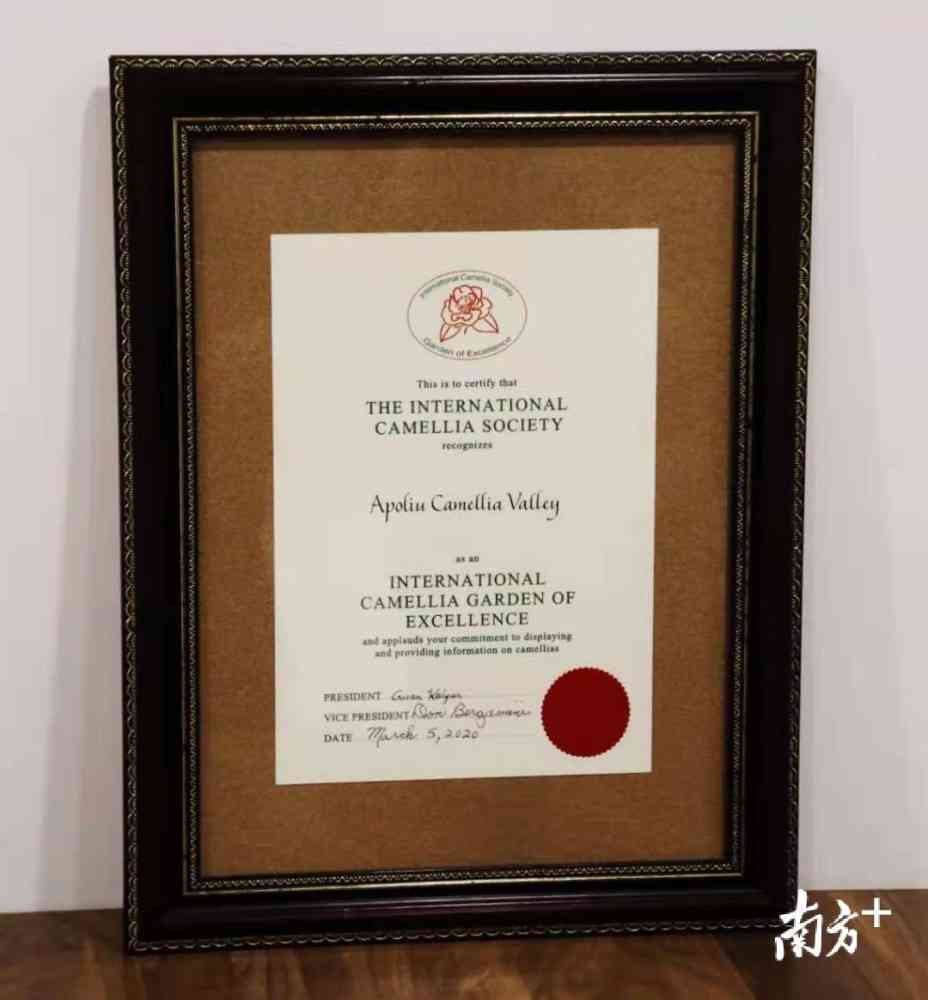 International Camellia Society
Garden of Excellence
This is to certify that
THE INTERNATIONAL
CAMELLIA SOCIETY
recognizes
Apoliu Camellia Valley
as an
INTERNATIONAL
CAMELLIA GARDEN OF
EXCELLENCE
and applauds your commitment to displaying
and providing information on camellias
PRESIDENT
VICE PRESIDENT Don Bergamini
DATE March 5, 2020
南方+